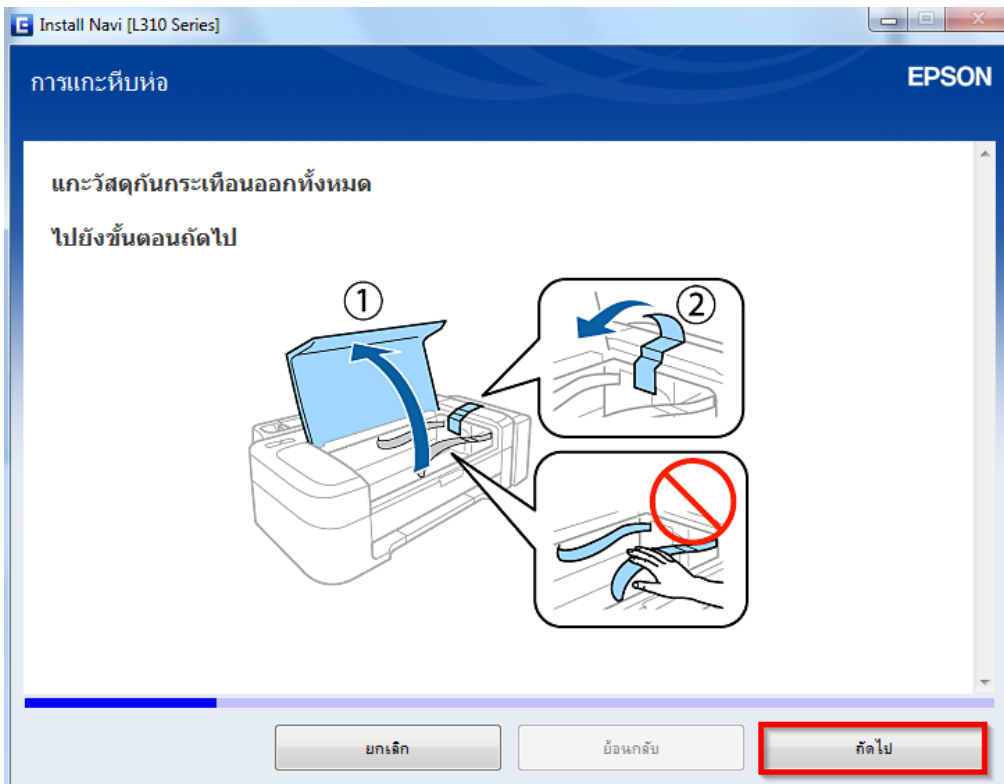 Install Navi [L310 Series]
การแกะหีบห่อ
EPSON
แกะวัสดุกันกระเทือนออกทั้งหมด
ไปยังขั้นตอนถัดไป
1
2
ยกเลิก
ย้อนกลับ
ถัดไป